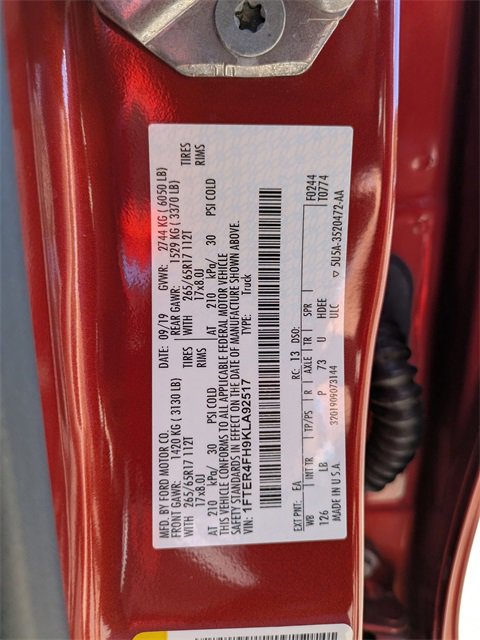 MFD. BY FORD MOTOR CO. DATE: 09/19 GVWR: 2744 KG ( 6050 LB)
FRONT GAWR: 1420 KG ( 3130 LB) REAR GAWR: 1529 KG ( 3370 LB)
WITH 265/65R17 112T TIRES WITH 265/65R17 112T TIRES
17x8.0J RIMS 17x8.0J RIMS
AT 210 kPa/ 30 PSI COLD AT 210 kPa/ 30 PSI COLD
THIS VEHICLE CONFORMS TO ALL APPLICABLE FEDERAL MOTOR VEHICLE
SAFETY STANDARDS IN EFFECT ON THE DATE OF MANUFACTURE SHOWN ABOVE.
VIN: 1FTER4FH9KLA92517 TYPE: Truck
F0244
T0774
EXT PNT: EA RC: 13 DSO:
WB INT TR TP/PS R AXLE TR SPR
126 LB P 73 U HDEE
ULC
3201909073144
MADE IN U.S.A. ▽ 5U5A-3520472-AA